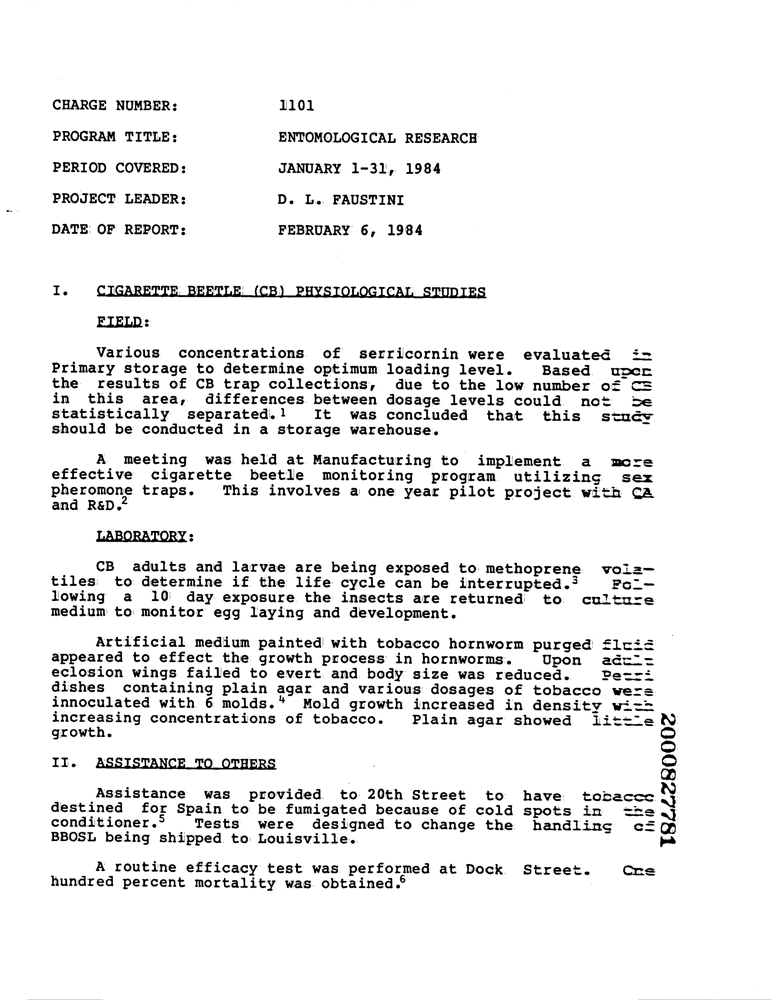 CHARGE NUMBER: 1101
PROGRAM TITLE: ENTOMOLOGICAL RESEARCH
PERIOD COVERED: JANUARY 1-31, 1984
PROJECT LEADER: D. L. FAUSTINI
DATE OF REPORT: FEBRUARY 6, 1984
I. CIGARETTE BEETLE (CB) PHYSIOLOGICAL STUDIES
FIELD:
Various concentrations of serricornin were evaluated in
Primary storage to determine optimum loading level. Based upon
the results of CB trap collections, due to the low number of CB
in this area, differences between dosage levels could not be
statistically separated.1 It was concluded that this study
should be conducted in a storage warehouse.
A meeting was held at Manufacturing to implement a more
effective cigarette beetle monitoring program utilizing sex
pheromone traps. This involves a one year pilot project with CA
and R&D.2
LABORATORY:
CB adults and larvae are being exposed to methoprene vola-
tiles to determine if the life cycle can be interrupted.3 Fol-
lowing a 10 day exposure the insects are returned to culture
medium to monitor egg laying and development.
Artificial medium painted with tobacco hornworm purged fluid
appeared to effect the growth process in hornworms. Upon adult
eclosion wings failed to evert and body size was reduced. Petri
dishes containing plain agar and various dosages of tobacco were
innoculated with 6 molds.4 Mold growth increased in density with
increasing concentrations of tobacco. Plain agar showed little
growth.
II. ASSISTANCE TO OTHERS
Assistance was provided to 20th Street to have tobacco
destined for Spain to be fumigated because of cold spots in the
conditioner.5 Tests were designed to change the handling of
BBOSL being shipped to Louisville.
A routine efficacy test was performed at Dock Street. One
hundred percent mortality was obtained.6
2000827781